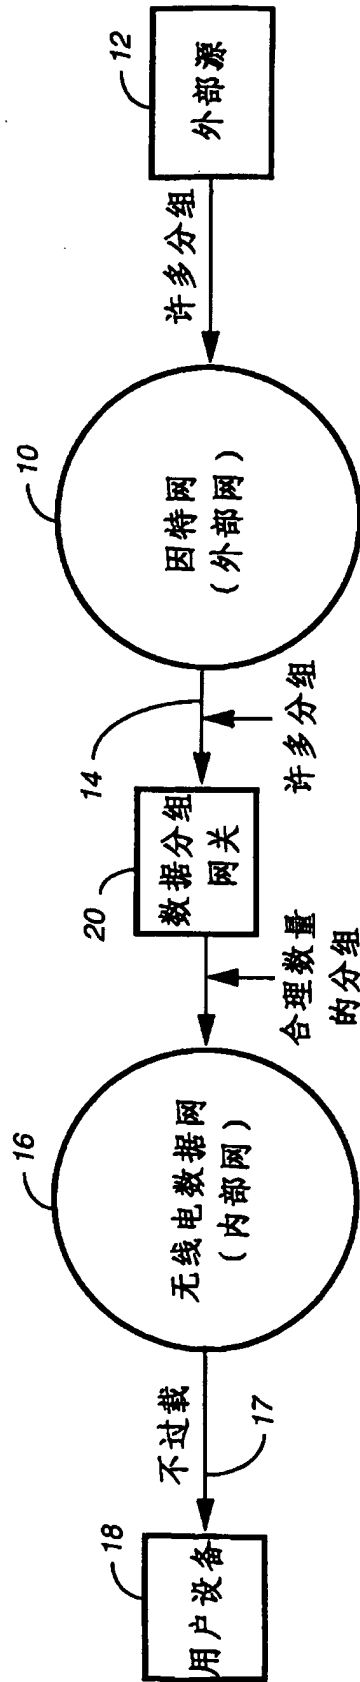 18
用户设备
不过载
17
16
无线电数据网
（内部网）
合理数量
的分组
20
数据分组
网关
14
许多分组
10
因特网
（外部网）
许多分组
12
外部源